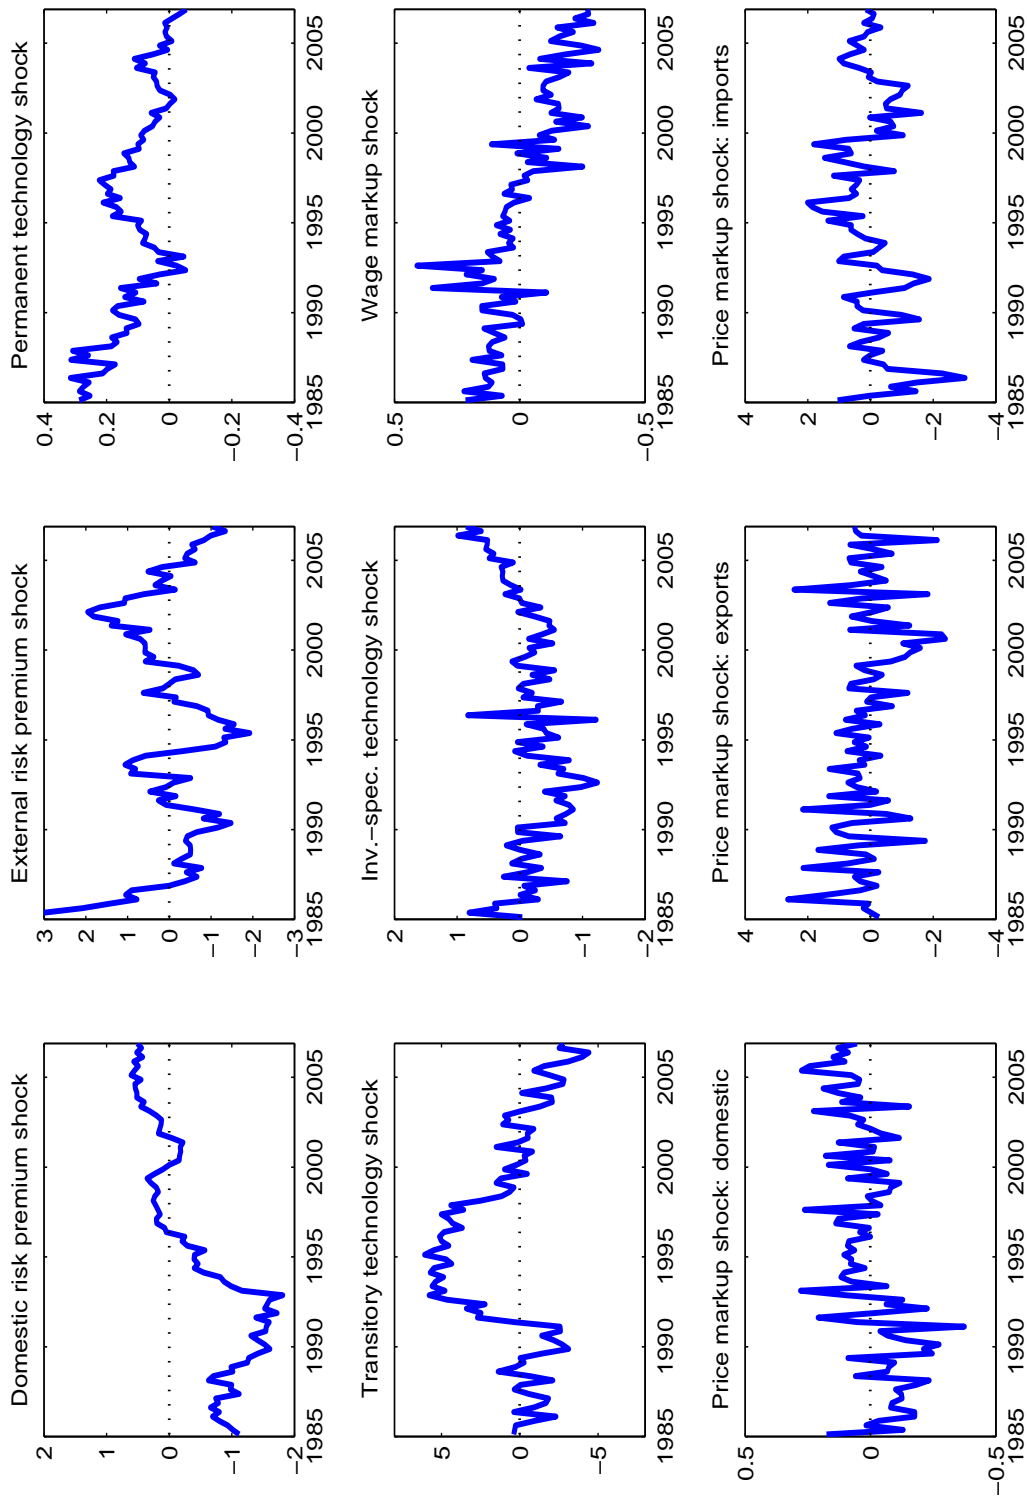 Domestic risk premium shock
2
1
0
−1
−2
1985 1990 1995 2000 2005
External risk premium shock
3
2
1
0
−1
−2
−3
1985 1990 1995 2000 2005
Permanent technology shock
0.4
0.2
0
−0.2
−0.4
1985 1990 1995 2000 2005
Transitory technology shock
5
0
−5
1985 1990 1995 2000 2005
Inv.−spec. technology shock
2
1
0
−1
−2
1985 1990 1995 2000 2005
Wage markup shock
0.5
0
−0.5
1985 1990 1995 2000 2005
Price markup shock: domestic
0.5
0
−0.5
1985 1990 1995 2000 2005
Price markup shock: exports
4
2
0
−2
−4
1985 1990 1995 2000 2005
Price markup shock: imports
4
2
0
−2
−4
1985 1990 1995 2000 2005